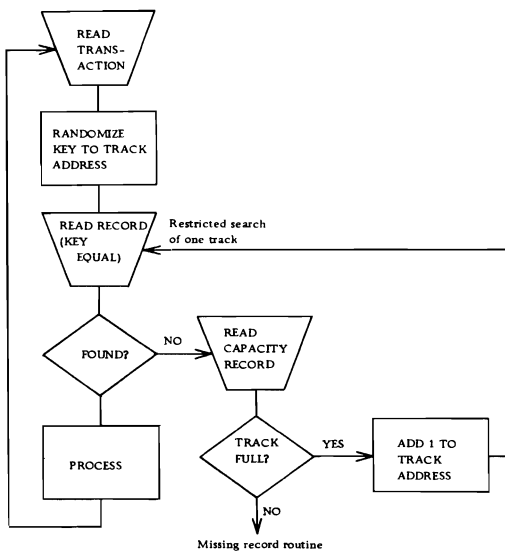 READ
TRANS-
ACTION
RANDOMIZE
KEY TO TRACK
ADDRESS
READ RECORD
(KEY
EQUAL)
Restricted search
of one track
FOUND?
NO
READ
CAPACITY
RECORD
PROCESS
TRACK
FULL?
YES
ADD 1 TO
TRACK
ADDRESS
NO
Missing record routine